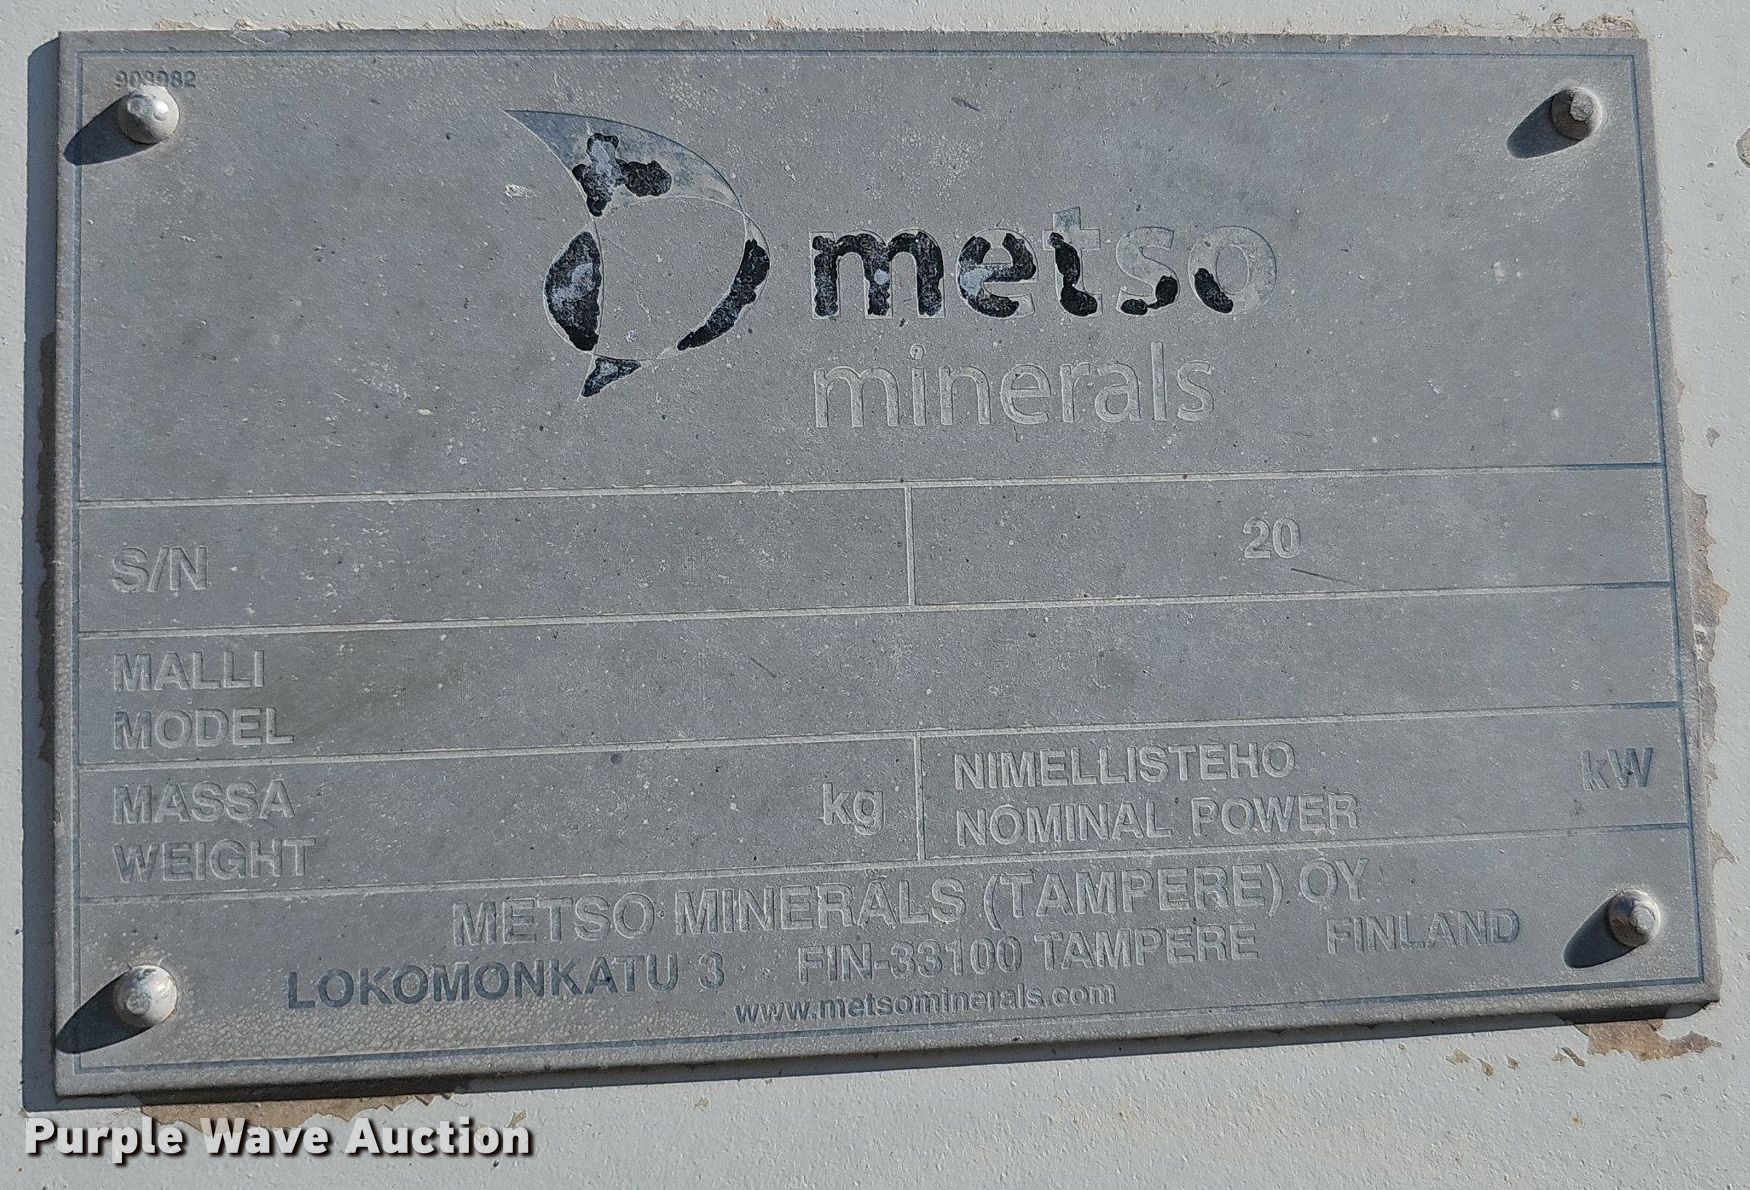 903982
metso
minerals
S/N
20
MALLI
MODEL
MASSA
WEIGHT
kg
NIMELLISTEHO
NOMINAL POWER
kW
METSO MINERALS (TAMPERE) OY
LOKOMONKATU 3 FIN-33100 TAMPERE FINLAND
www.metsominerals.com
Purple Wave Auction